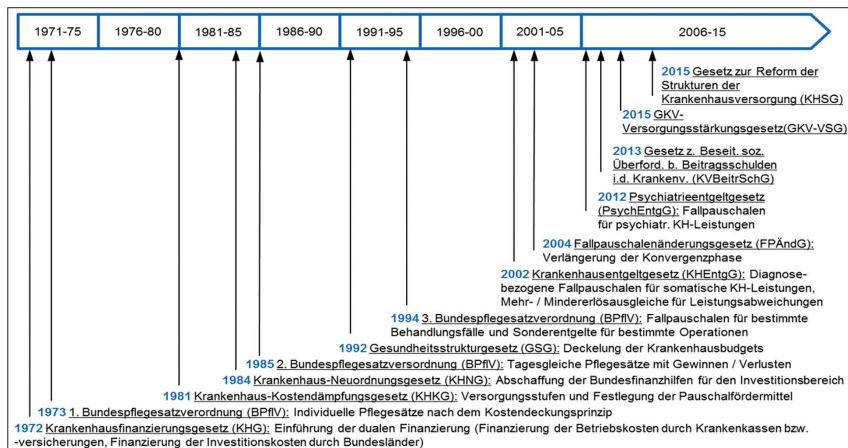 1971-75 1976-80 1981-85 1986-90 1991-95 1996-00 2001-05 2006-15
2015 Gesetz zur Reform der
Strukturen der
Krankenhausversorgung (KHSG)
2015 GKV-
Versorgungsstärkungsgesetz(GKV-VSG)
2013 Gesetz z. Beseit. soz.
Überford. b. Beitragsschulden
i.d. Krankenv. (KVBeitrSchG)
2012 Psychiatrieentgeltgesetz
(PsychEntgG): Fallpauschalen
für psychiatr. KH-Leistungen
2004 Fallpauschalenänderungsgesetz (FPÄndG):
Verlängerung der Konvergenzphase
2002 Krankenhausentgeltgesetz (KHEntgG): Diagnose-
bezogene Fallpauschalen für somatische KH-Leistungen,
Mehr- / Mindererlösausgleiche für Leistungsabweichungen
1994 3. Bundespflegesatzverordnung (BPflV): Fallpauschalen für bestimmte
Behandlungsfälle und Sonderentgelte für bestimmte Operationen
1992 Gesundheitsstrukturgesetz (GSG): Deckelung der Krankenhausbudgets
1985 2. Bundespflegesatzversordnung (BPflV): Tagesgleiche Pflegesätze mit Gewinnen / Verlusten
1984 Krankenhaus-Neuordnungsgesetz (KHNG): Abschaffung der Bundesfinanzhilfen für den Investitionsbereich
1981 Krankenhaus-Kostendämpfungsgesetz (KHKG): Versorgungsstufen und Festlegung der Pauschalfördermittel
1973 1. Bundespflegesatzverordnung (BPflV): Individuelle Pflegesätze nach dem Kostendeckungsprinzip
1972 Krankenhausfinanzierungsgesetz (KHG): Einführung der dualen Finanzierung (Finanzierung der Betriebskosten durch Krankenkassen bzw.
-versicherungen, Finanzierung der Investitionskosten durch Bundesländer)